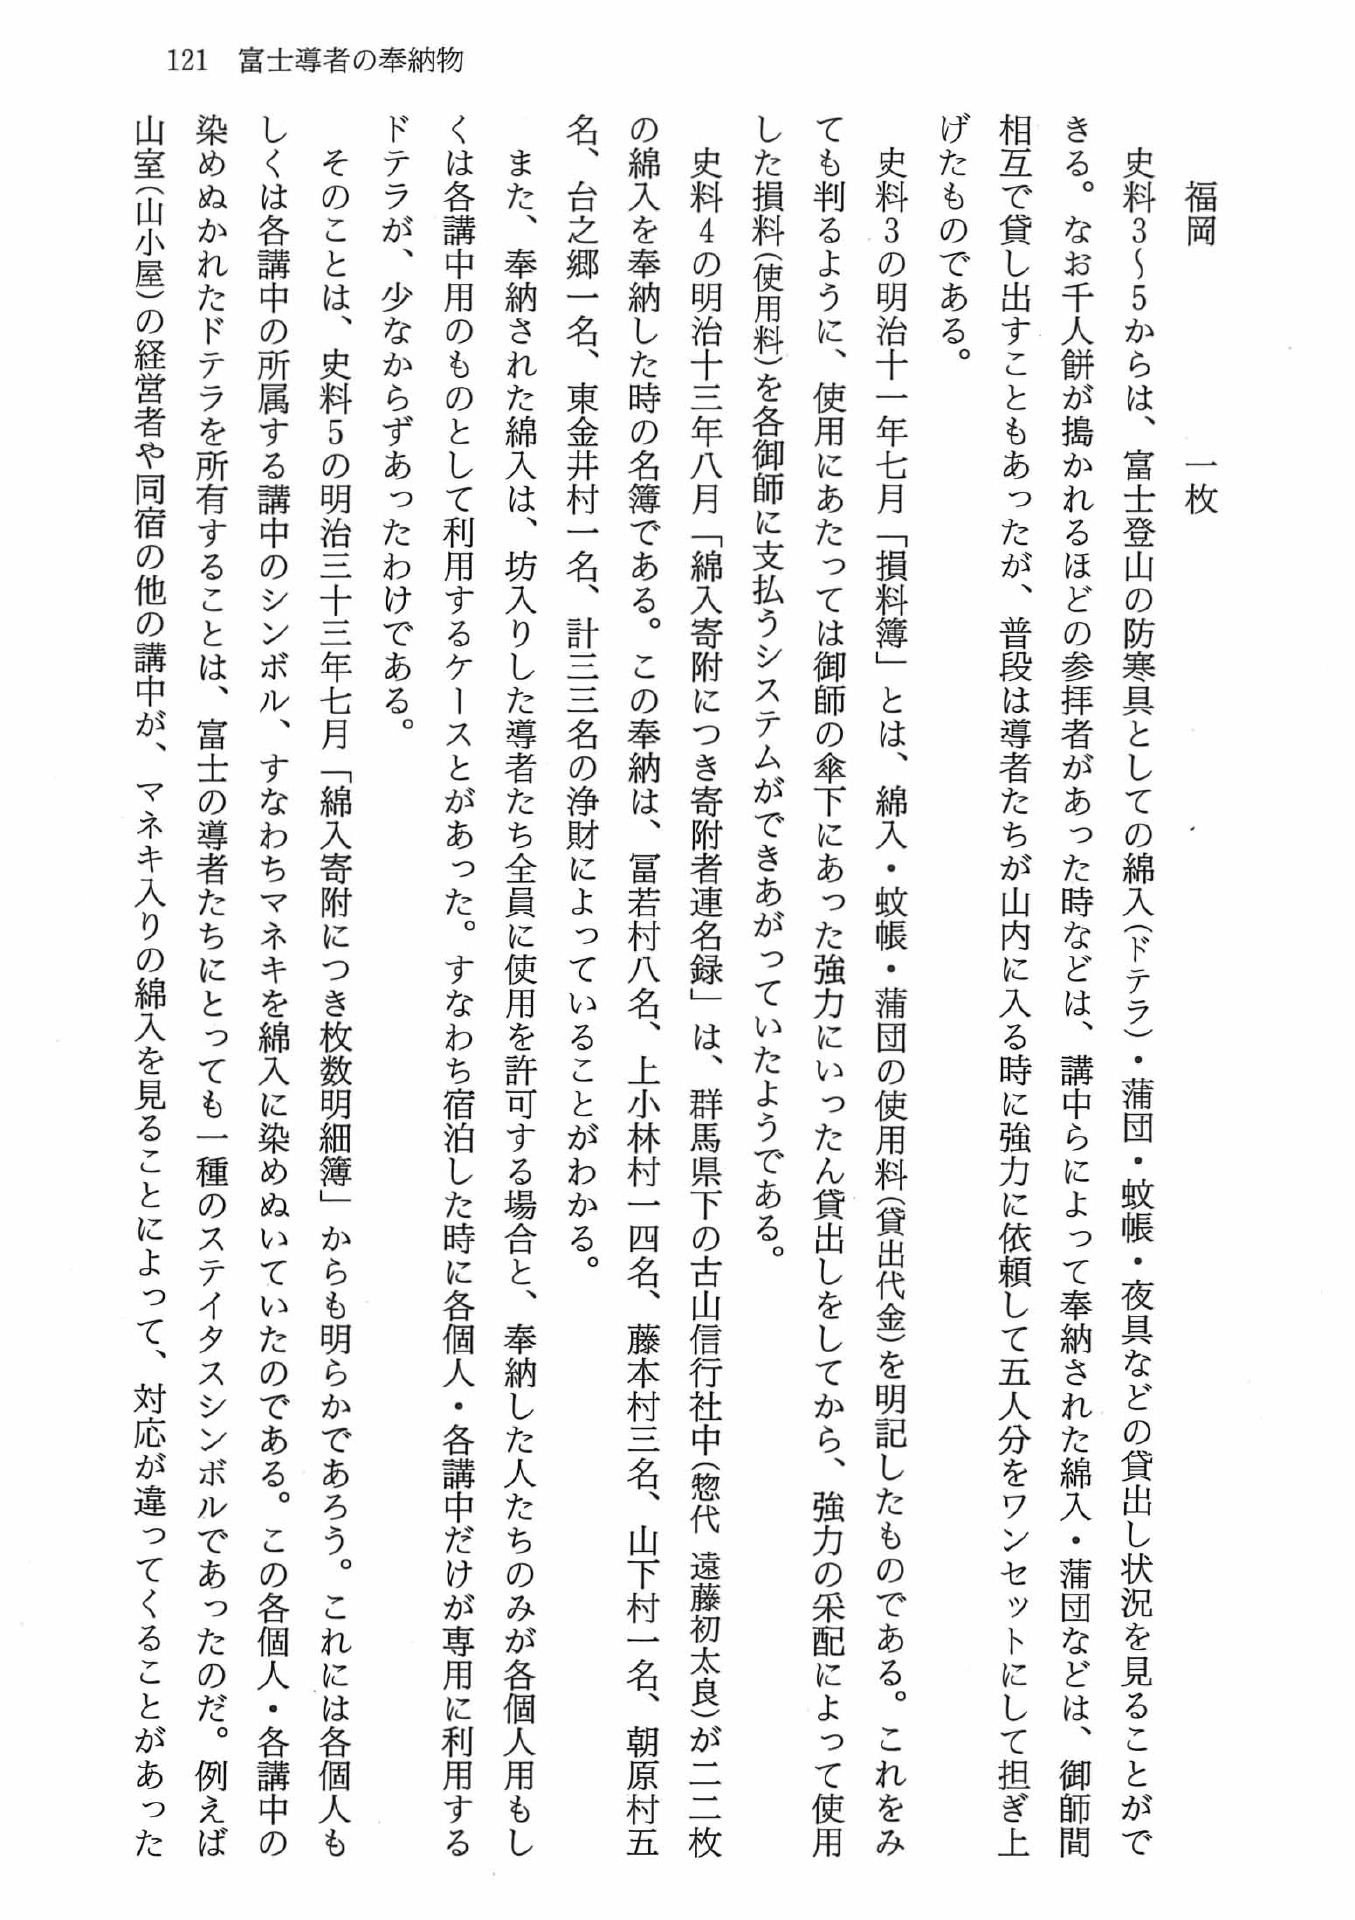 121　富士導者の奉納物
福岡　　　　　　一枚
史料3〜5からは、富士登山の防寒具としての綿入(ドテラ)・蒲団・蚊帳・夜具などの貸出し状況を見ることがで
きる。なお千人餅が搗かれるほどの参拝者があった時などは、講中らによって奉納された綿入・蒲団などは、御師間
相互で貸し出すこともあったが、普段は導者たちが山内に入る時に強力に依頼して五人分をワンセットにして担ぎ上
げたものである。
史料3の明治十一年七月「損料簿」とは、綿入・蚊帳・蒲団の使用料(貸出代金)を明記したものである。これをみ
ても判るように、使用にあたっては御師の傘下にあった強力にいったん貸出しをしてから、強力の采配によって使用
した損料(使用料)を各御師に支払うシステムができあがっていたようである。
史料4の明治十三年八月「綿入寄附につき寄附者連名録」は、群馬県下の古山信行社中(惣代 遠藤初太良)が二二枚
の綿入を奉納した時の名簿である。この奉納は、冨若村八名、上小林村一四名、藤本村三名、山下村一名、朝原村五
名、台之郷一名、東金井村一名、計三三名の浄財によっていることがわかる。
また、奉納された綿入は、坊入りした導者たち全員に使用を許可する場合と、奉納した人たちのみが各個人用もし
くは各講中用のものとして利用するケースとがあった。すなわち宿泊した時に各個人・各講中だけが専用に利用する
ドテラが、少なからずあったわけである。
そのことは、史料5の明治三十三年七月「綿入寄附につき枚数明細簿」からも明らかであろう。これには各個人も
しくは各講中の所属する講中のシンボル、すなわちマネキを綿入に染めぬいていたのである。この各個人・各講中の
染めぬかれたドテラを所有することは、富士の導者たちにとっても一種のステイタスシンボルであったのだ。例えば
山室(山小屋)の経営者や同宿の他の講中が、マネキ入りの綿入を見ることによって、対応が違ってくることがあった